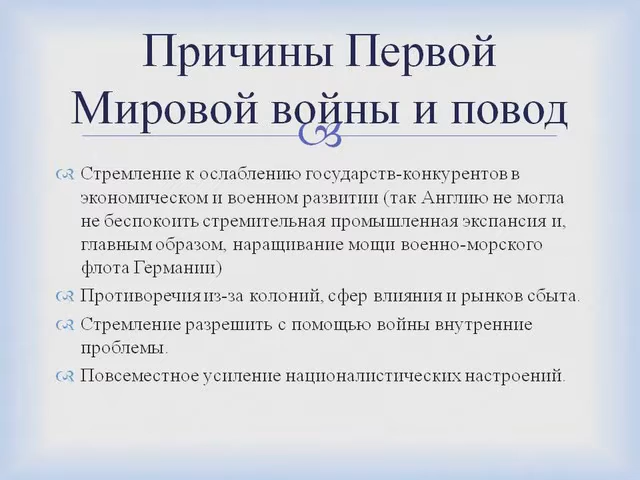 Причины Первой
Мировой войны и повод
Стремление к ослаблению государств-конкурентов в
экономическом и военном развитии (так Англию не могла
не беспокоить стремительная промышленная экспансия и,
главным образом, наращивание мощи военно-морского
флота Германии)
Противоречия из-за колоний, сфер влияния и рынков сбыта.
Стремление разрешить с помощью войны внутренние
проблемы.
Повсеместное усиление националистических настроений.